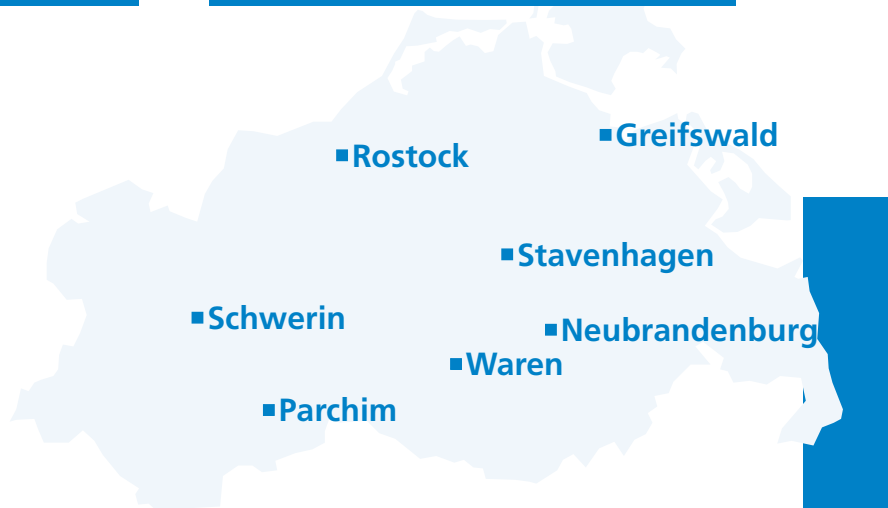 Greifswald
Rostock
Stavenhagen
Schwerin
Neubrandenburg
Waren
Parchim